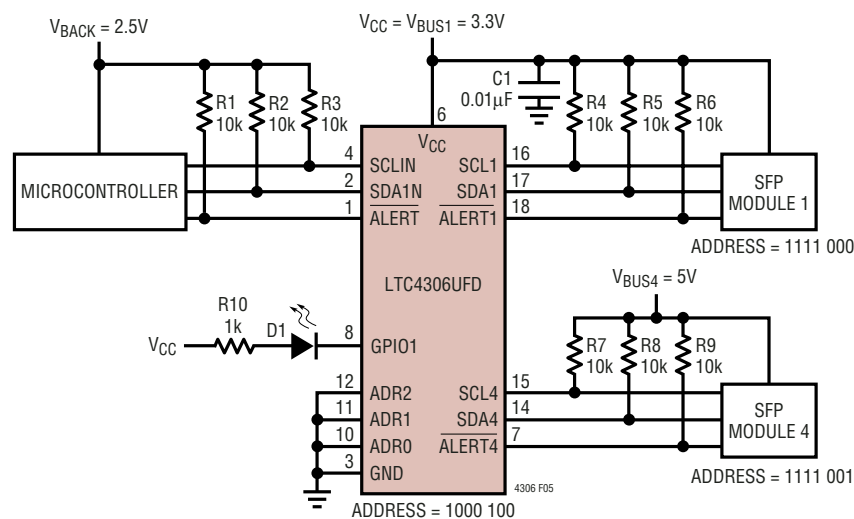 VBACK = 2.5V
VCC = VBUS1 = 3.3V
R1
10k
R2
10k
R3
10k
C1
0.01µF
R4
10k
R5
10k
R6
10k
6
VCC
MICROCONTROLLER
4
SCLIN
2
SDA1N
1
ALERT
SCL1
16
SDA1
17
ALERT1
18
SFP
MODULE 1
ADDRESS = 1111 000
LTC4306UFD
VBUS4 = 5V
VCC
R10
1k
D1
8
GPIO1
R7
10k
R8
10k
R9
10k
12
ADR2
11
ADR1
10
ADR0
3
GND
SCL4
15
SDA4
14
ALERT4
7
SFP
MODULE 4
ADDRESS = 1111 001
4306 F05
ADDRESS = 1000 100